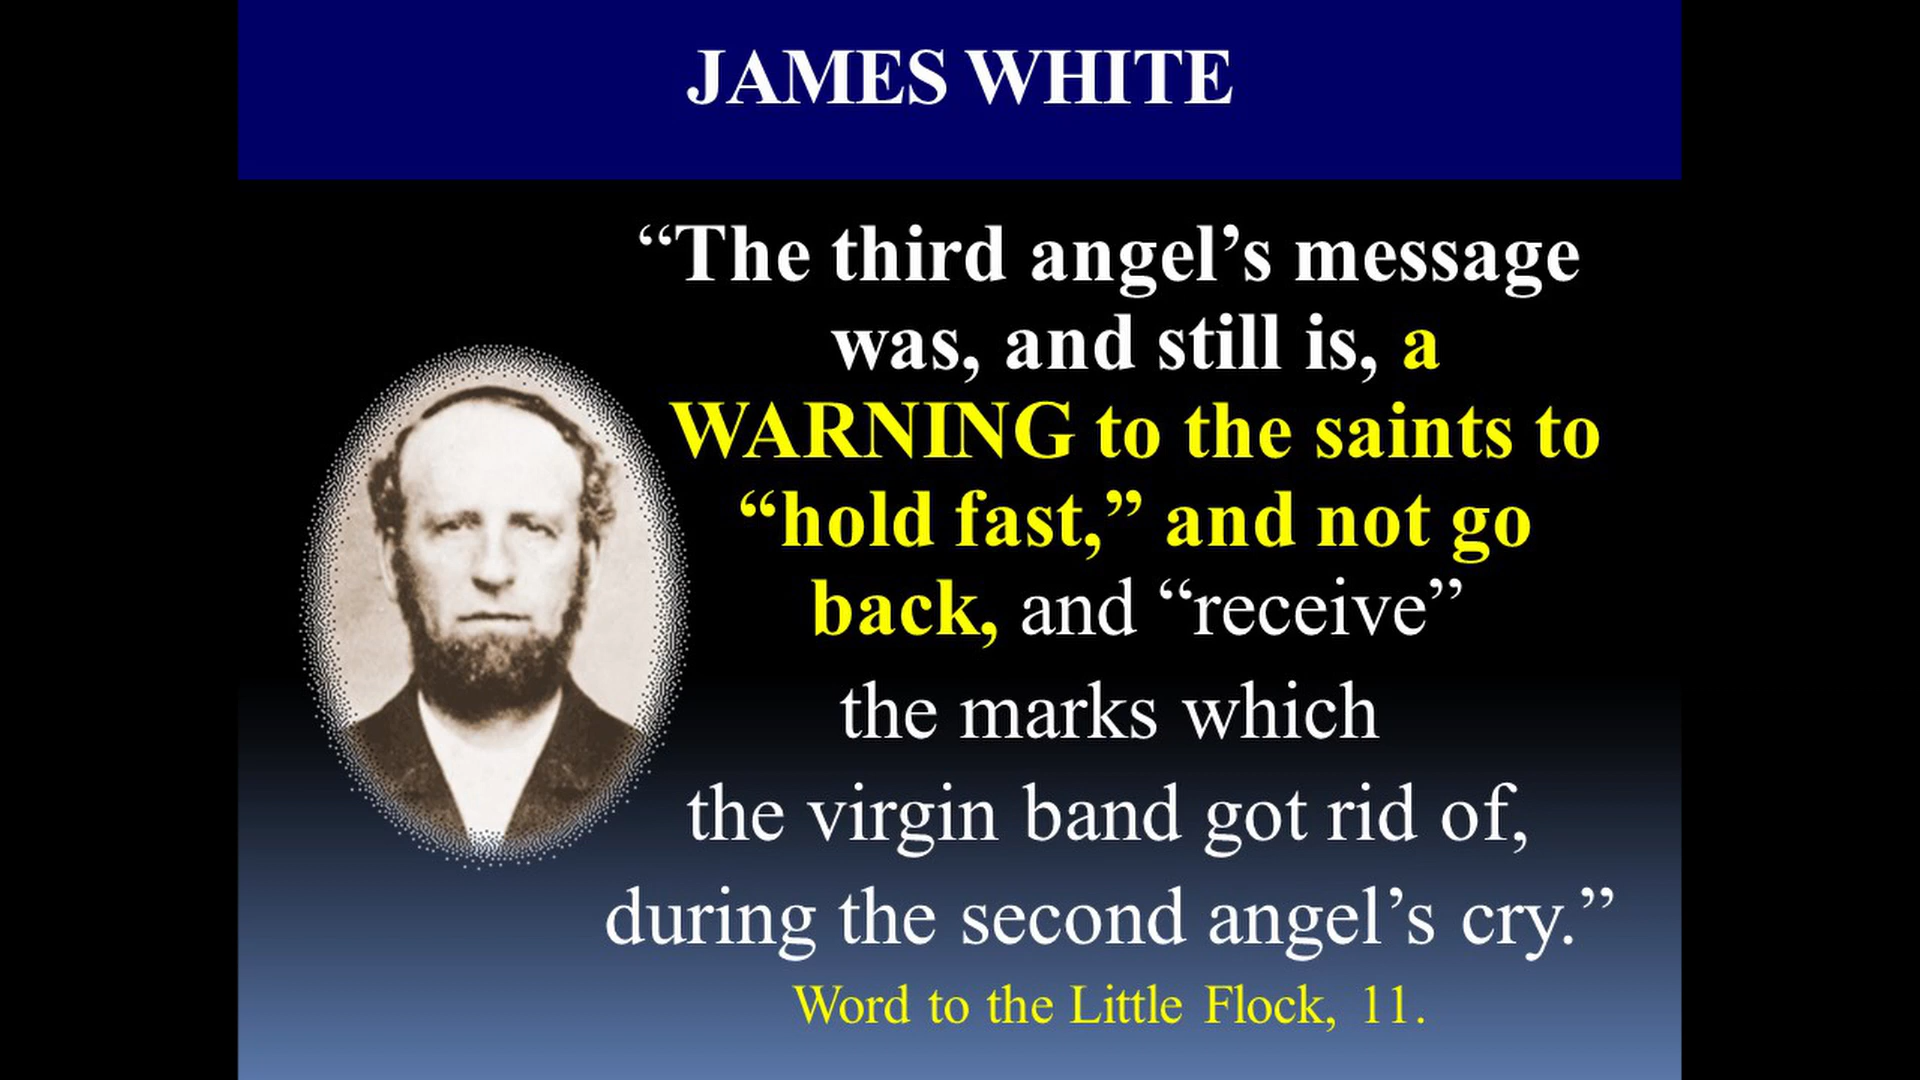 JAMES WHITE
“The third angel’s message
was, and still is, a
WARNING to the saints to
“hold fast,” and not go
back, and “receive”
the marks which
the virgin band got rid of,
during the second angel’s cry.”
Word to the Little Flock, 11.